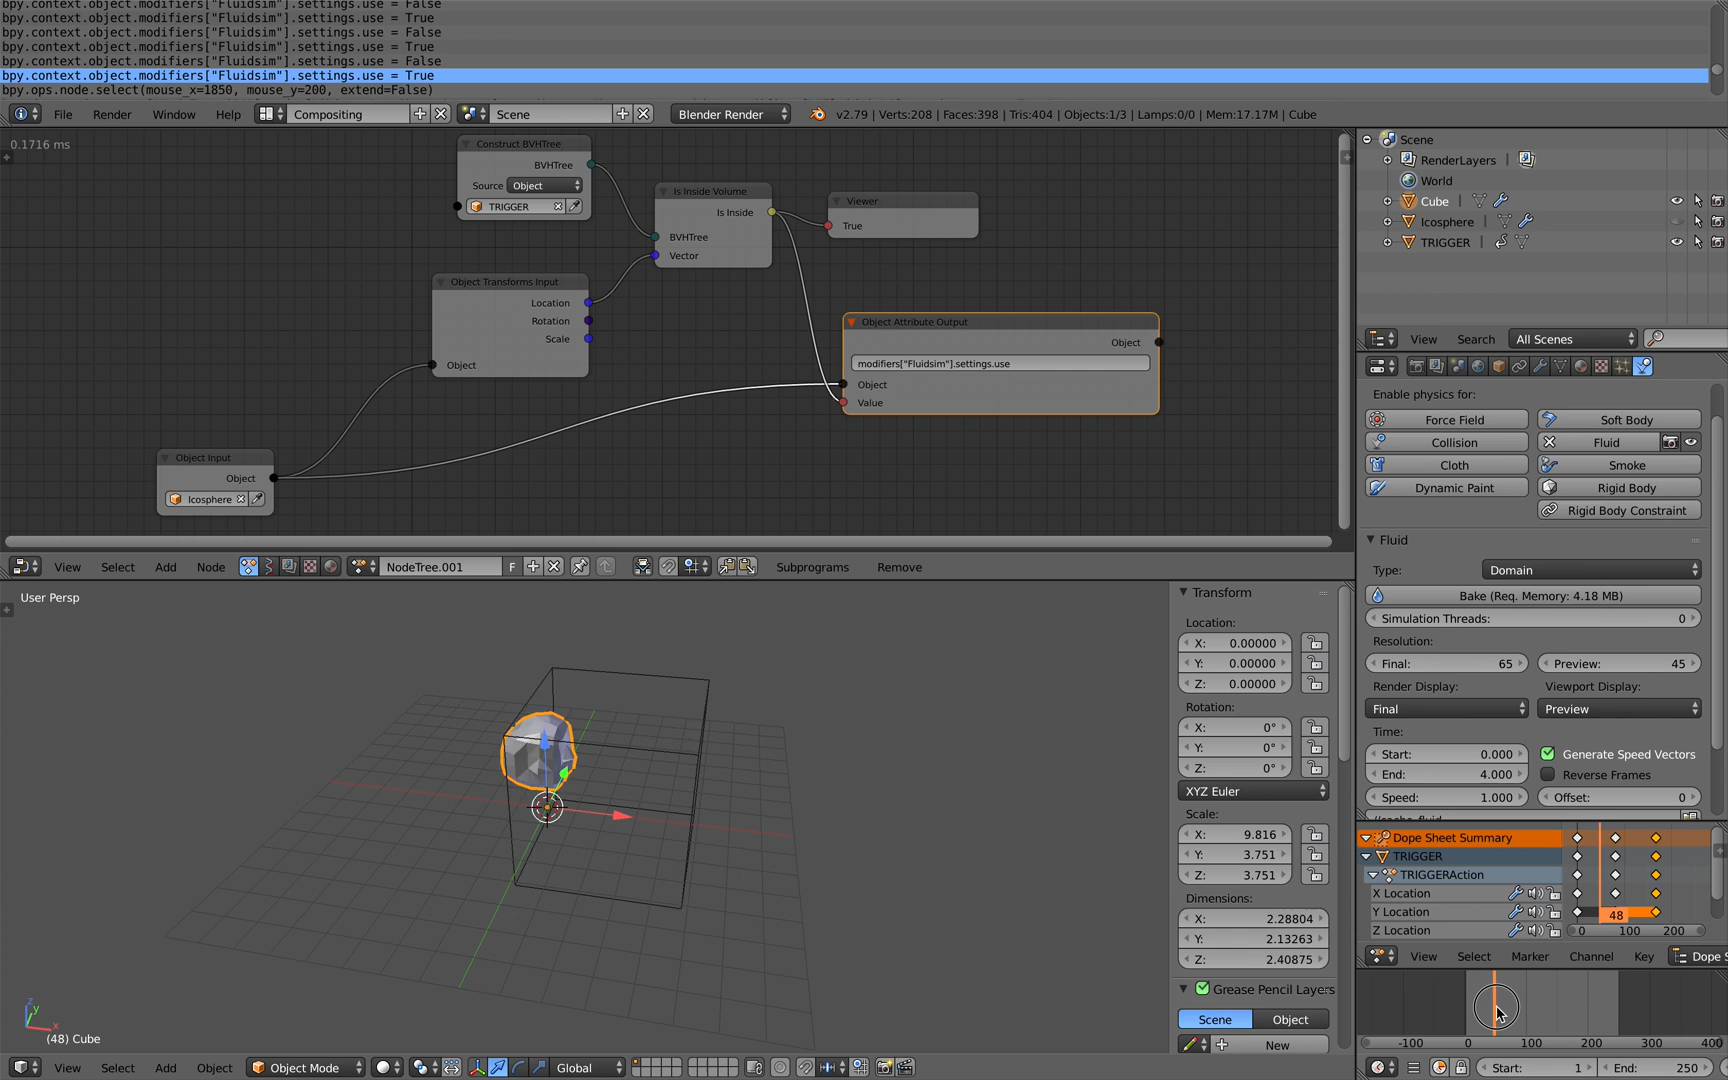 bpy.context.object.modifiers["Fluidsim"].settings.use = False
bpy.context.object.modifiers["Fluidsim"].settings.use = True
bpy.context.object.modifiers["Fluidsim"].settings.use = False
bpy.context.object.modifiers["Fluidsim"].settings.use = True
bpy.context.object.modifiers["Fluidsim"].settings.use = False
bpy.context.object.modifiers["Fluidsim"].settings.use = True
bpy.ops.node.select(mouse_x=1850, mouse_y=200, extend=False)
File Render Window Help Compositing Scene Blender Render v2.79 | Verts:208 | Faces:398 | Tris:404 | Objects:1/3 | Lamps:0/0 | Mem:17.17M | Cube
0.1716 ms
Construct BVHTree
BVHTree
Source Object
TRIGGER
Is Inside Volume
Is Inside
BVHTree
Vector
Viewer
True
Object Transforms Input
Location
Rotation
Scale
Object
Object Attribute Output
Object
modifiers["Fluidsim"].settings.use
Object
Value
Object Input
Object
Icosphere
View Select Add Node NodeTree.001 F Subprograms Remove
User Persp
(48) Cube
z
y
x
View Select Add Object Object Mode Global
Transform
Location:
X: 0.00000
Y: 0.00000
Z: 0.00000
Rotation:
X: 0°
Y: 0°
Z: 0°
XYZ Euler
Scale:
X: 9.816
Y: 3.751
Z: 3.751
Dimensions:
X: 2.28804
Y: 2.13263
Z: 2.40875
Grease Pencil Layers
Scene Object
New
Scene
RenderLayers
World
Cube
Icosphere
TRIGGER
View Search All Scenes
Enable physics for:
Force Field Soft Body
Collision Fluid
Cloth Smoke
Dynamic Paint Rigid Body
Rigid Body Constraint
Fluid
Type: Domain
Bake (Req. Memory: 4.18 MB)
Simulation Threads: 0
Resolution:
Final: 65 Preview: 45
Render Display: Viewport Display:
Final Preview
Time:
Start: 0.000 Generate Speed Vectors
End: 4.000 Reverse Frames
Speed: 1.000 Offset: 0
Dope Sheet Summary
TRIGGER
TRIGGERAction
X Location
Y Location 48
Z Location 0 100 200
View Select Marker Channel Key Dope S
-100 0 100 200 300 400
Start: 1 End: 250